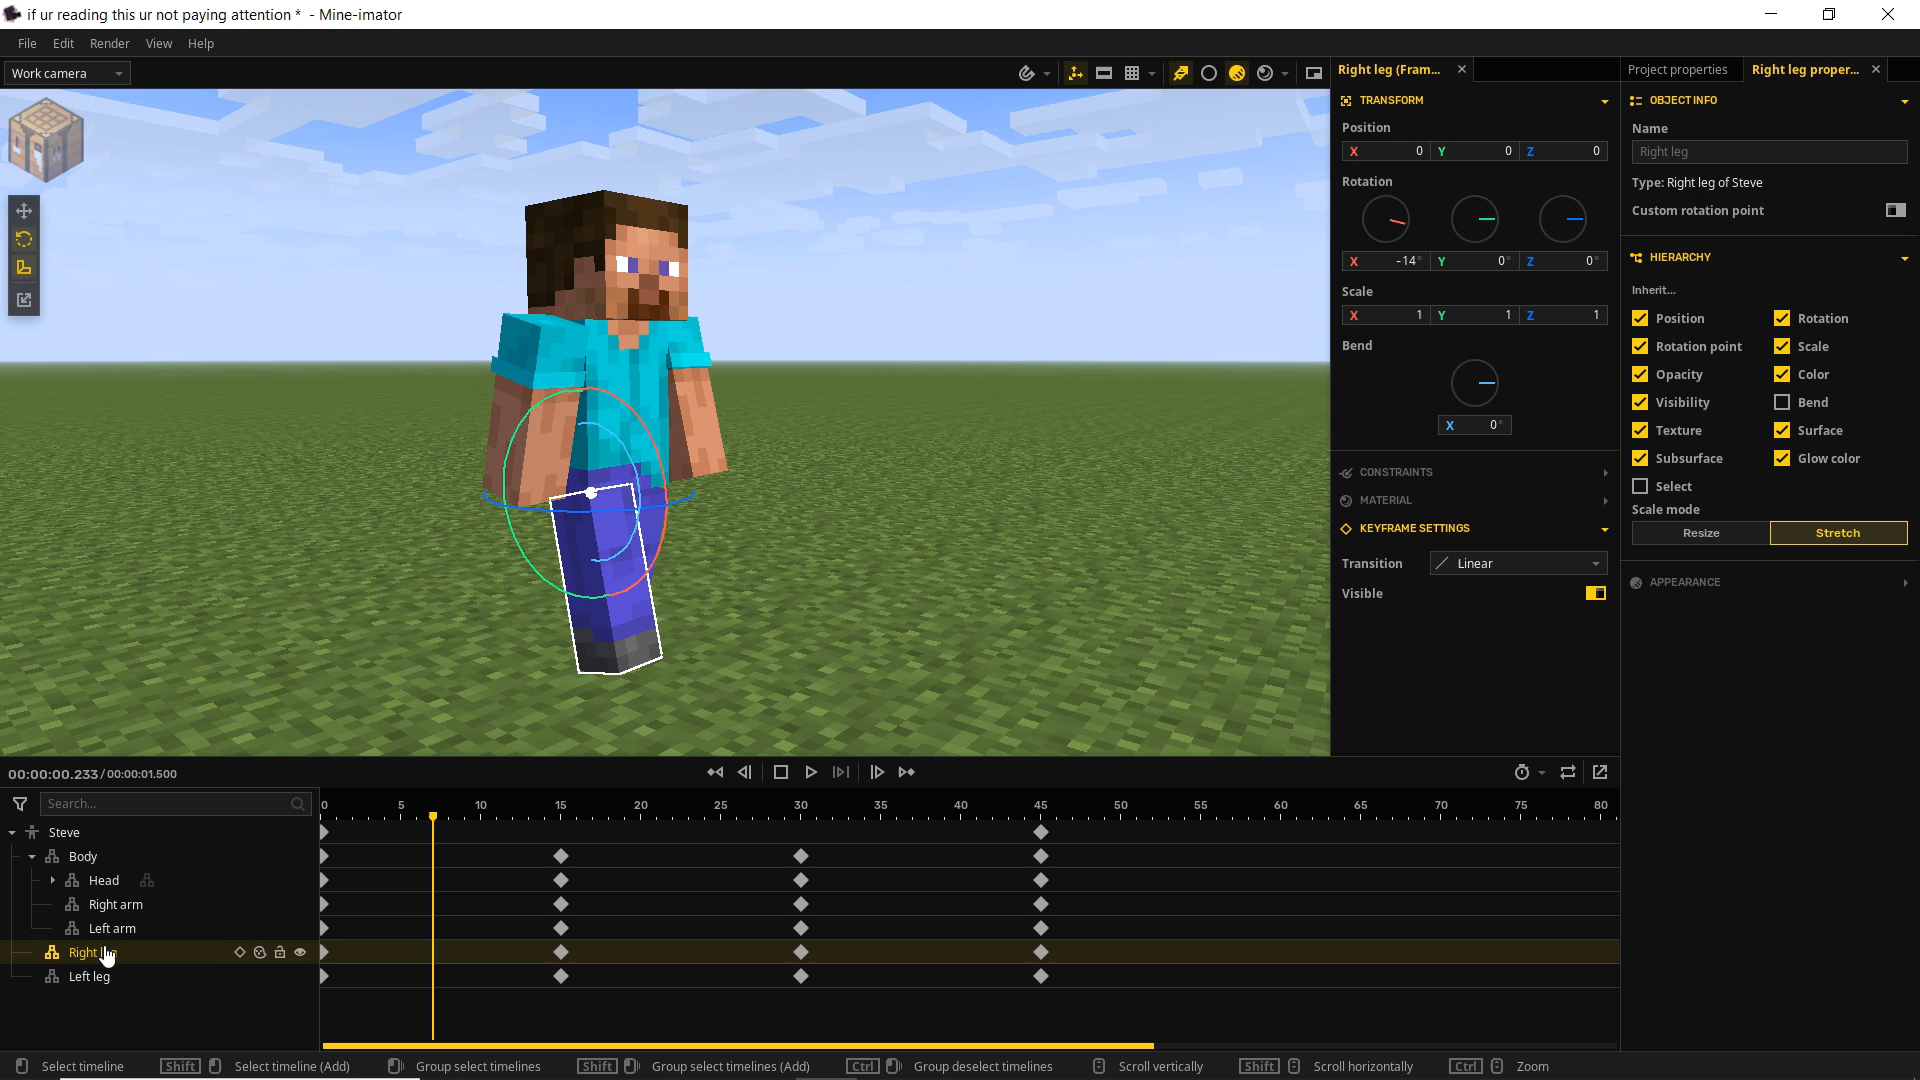 if ur reading this ur not paying attention * - Mine-imator
File Edit Render View Help
Work camera
Right leg (Fram...
Project properties
Right leg proper...
TRANSFORM
Position
X 0 Y 0 Z 0
Rotation
X -14° Y 0° Z 0°
Scale
X 1 Y 1 Z 1
Bend
X 0°
CONSTRAINTS
MATERIAL
KEYFRAME SETTINGS
Transition Linear
Visible
OBJECT INFO
Name
Right leg
Type: Right leg of Steve
Custom rotation point
HIERARCHY
Inherit...
Position Rotation
Rotation point Scale
Opacity Color
Visibility Bend
Texture Surface
Subsurface Glow color
Select
Scale mode
Resize Stretch
APPEARANCE
00:00:00.233 / 00:00:01.500
Search...
0 5 10 15 20 25 30 35 40 45 50 55 60 65 70 75 80
Steve
Body
Head
Right arm
Left arm
Right
Left leg
Select timeline Shift Select timeline (Add) Group select timelines Shift Group select timelines (Add) Ctrl Group deselect timelines Scroll vertically Shift Scroll horizontally Ctrl Zoom